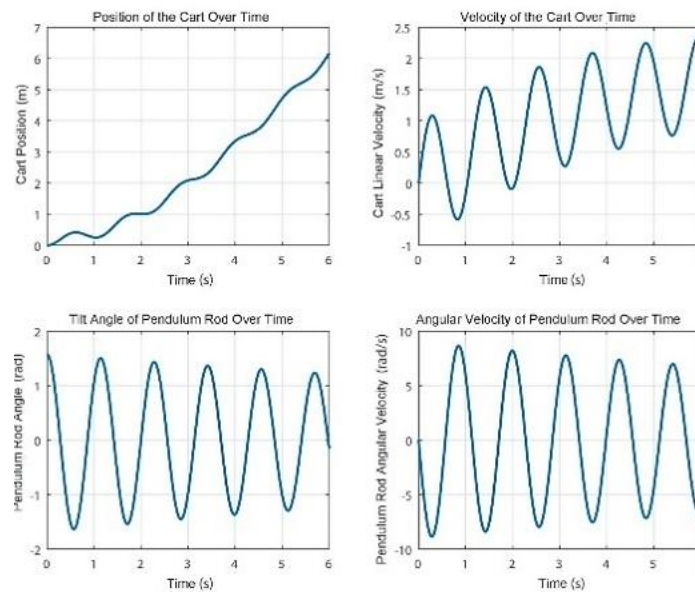 Position of the Cart Over Time
7
6
5
4
3
2
1
0
Cart Position (m)
0 1 2 3 4 5 6
Time (s)
Velocity of the Cart Over Time
2.5
2
1.5
1
0.5
0
-0.5
-1
Cart Linear Velocity (m/s)
0 1 2 3 4 5 6
Time (s)
Tilt Angle of Pendulum Rod Over Time
2
1
0
-1
-2
Pendulum Rod Angle (rad)
0 1 2 3 4 5 6
Time (s)
Angular Velocity of Pendulum Rod Over Time
10
5
0
-5
-10
Pendulum Rod Angular Velocity (rad/s)
0 1 2 3 4 5 6
Time (s)